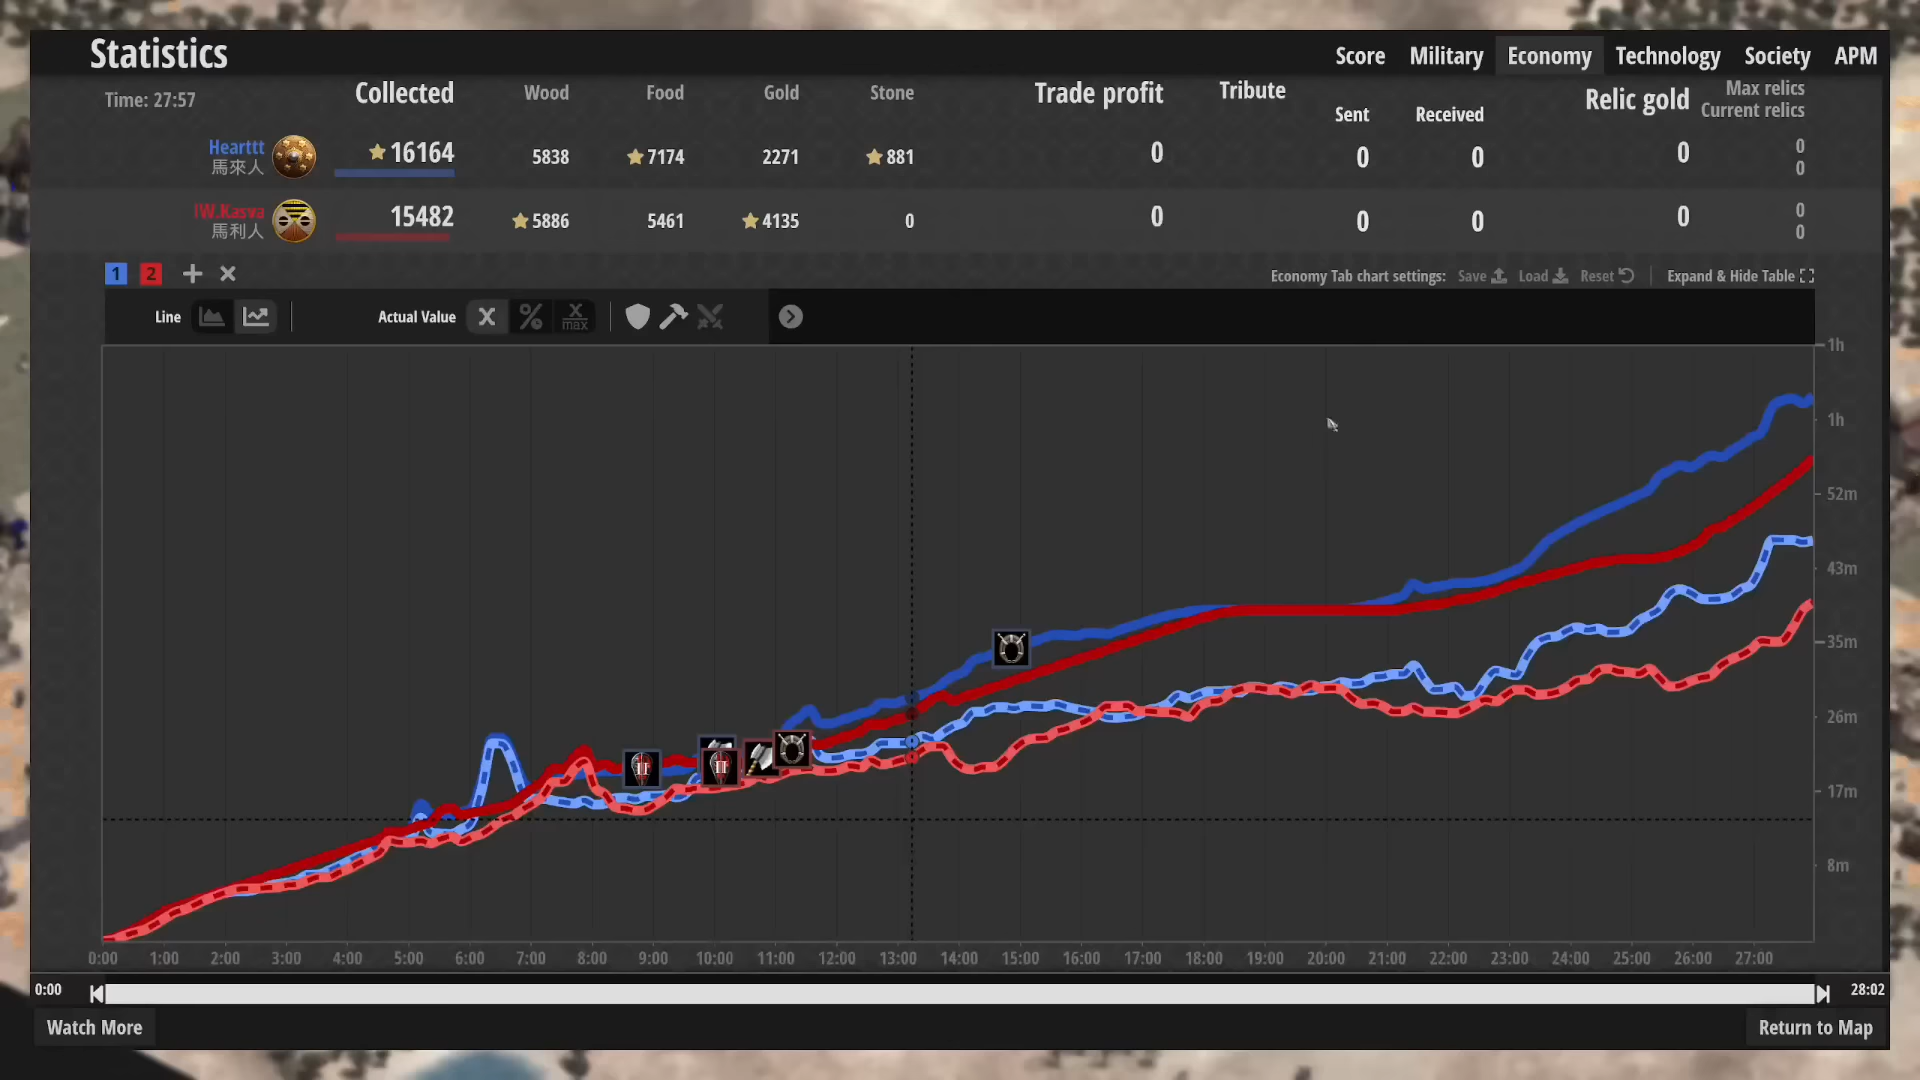 Statistics
Score Military Economy Technology Society APM
Time: 27:57
Collected Wood Food Gold Stone Trade profit Tribute Sent Received Relic gold Max relics
Current relics
Hearttt 16164 5838 7174 2271 881 0 0 0 0 0
馬來人 0
IW.Kasva 15482 5886 5461 4135 0 0 0 0 0 0
馬利人 0
1 2 Economy Tab chart settings: Save Load Reset Expand & Hide Table
Line Actual Value X % X
max
1h
1h
52m
43m
35m
26m
17m
8m
II II
0:00 1:00 2:00 3:00 4:00 5:00 6:00 7:00 8:00 9:00 10:00 11:00 12:00 13:00 14:00 15:00 16:00 17:00 18:00 19:00 20:00 21:00 22:00 23:00 24:00 25:00 26:00 27:00
0:00 28:02
Watch More Return to Map